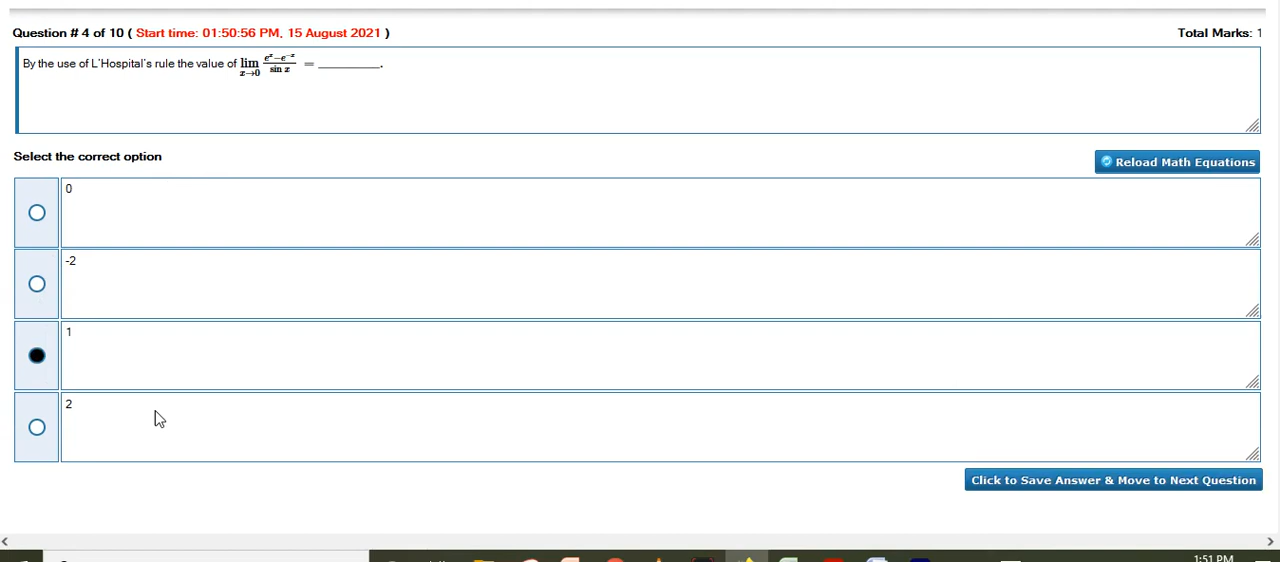 Question # 4 of 10 ( Start time: 01:50:56 PM, 15 August 2021 ) Total Marks: 1
By the use of L'Hospital's rule the value of lim x→0 (e^x − e^−x)/(sin x) = ________.
Select the correct option
Reload Math Equations
0
-2
1
2
Click to Save Answer & Move to Next Question
1:51 PM